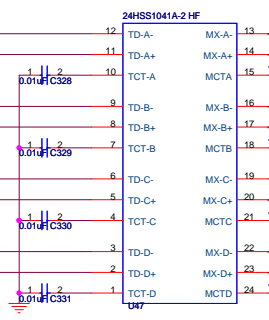 24HSS1041A-2 HF
12 TD-A- MX-A- 13
11 TD-A+ MX-A+ 14
1 2 10 TCT-A MCTA 15
0.01uF C328
9 TD-B- MX-B- 16
8 TD-B+ MX-B+ 17
1 2 7 TCT-B MCTB 18
0.01uF C329
6 TD-C- MX-C- 19
5 TD-C+ MX-C+ 20
1 2 4 TCT-C MCTC 21
0.01uF C330
3 TD-D- MX-D- 22
2 TD-D+ MX-D+ 23
1 2 1 TCT-D MCTD 24
0.01uF C331
U47